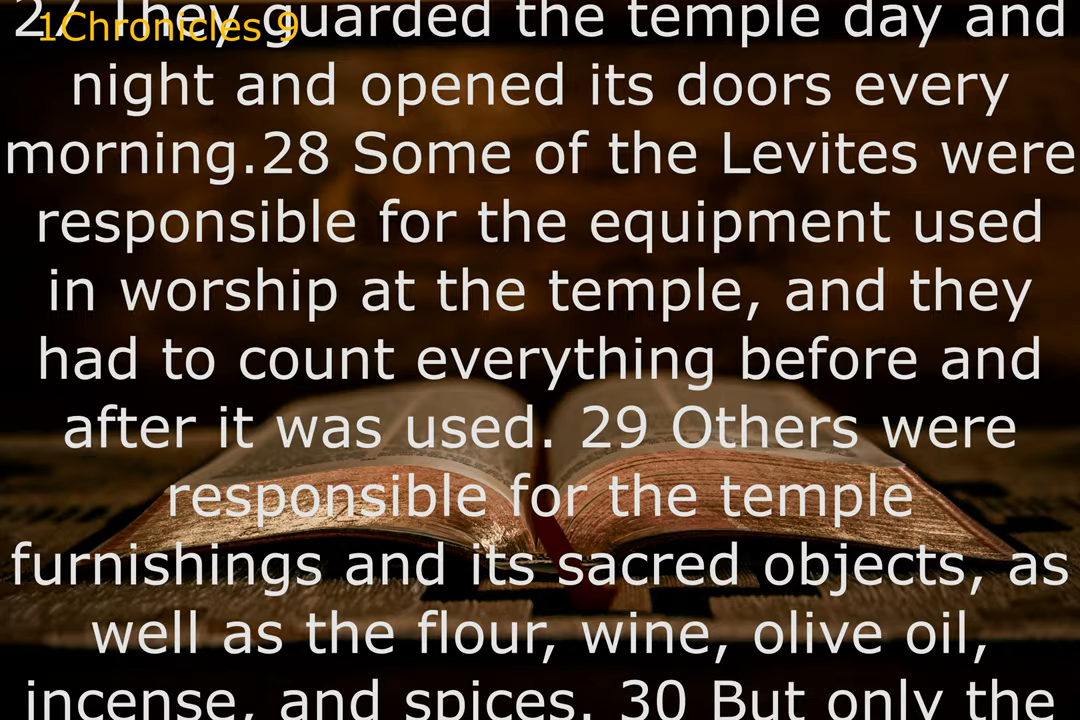 1Chronicles 9
27 They guarded the temple day and
night and opened its doors every
morning.28 Some of the Levites were
responsible for the equipment used
in worship at the temple, and they
had to count everything before and
after it was used. 29 Others were
responsible for the temple
furnishings and its sacred objects, as
well as the flour, wine, olive oil,
incense, and spices. 30 But only the